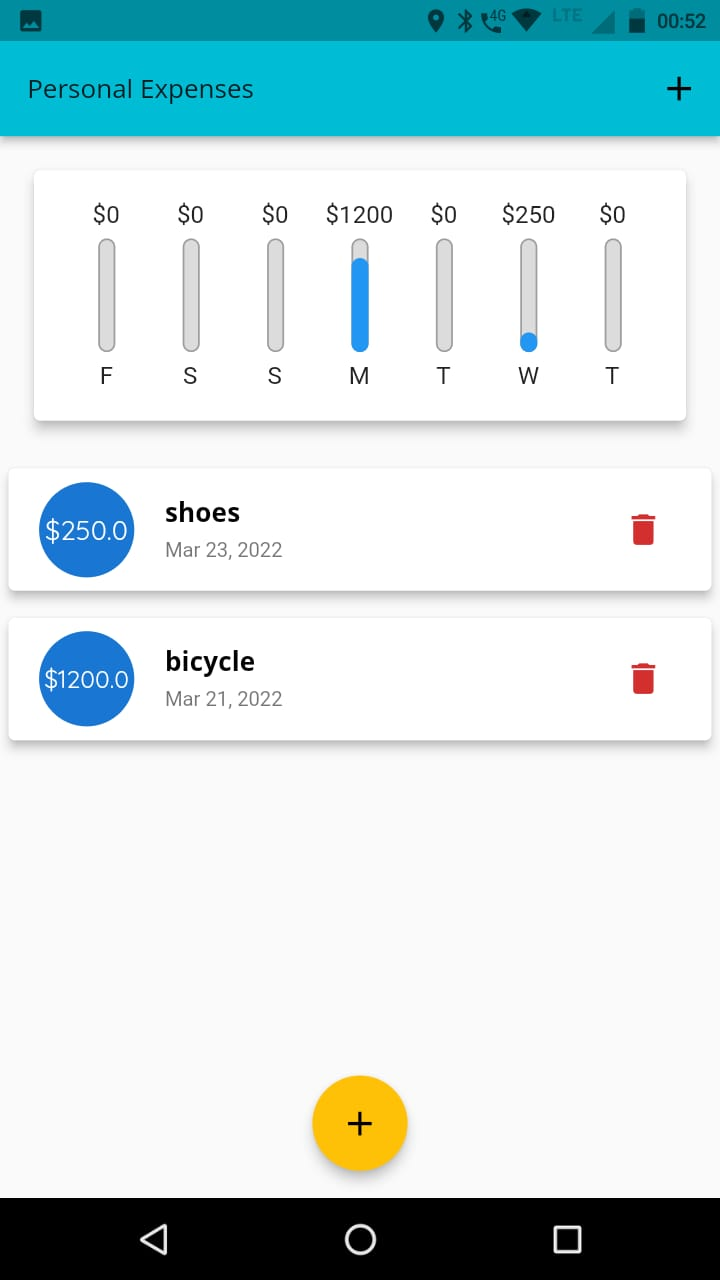 4G LTE 00:52
Personal Expenses
$0 $0 $0 $1200 $0 $250 $0
F S S M T W T
$250.0
shoes
Mar 23, 2022
$1200.0
bicycle
Mar 21, 2022